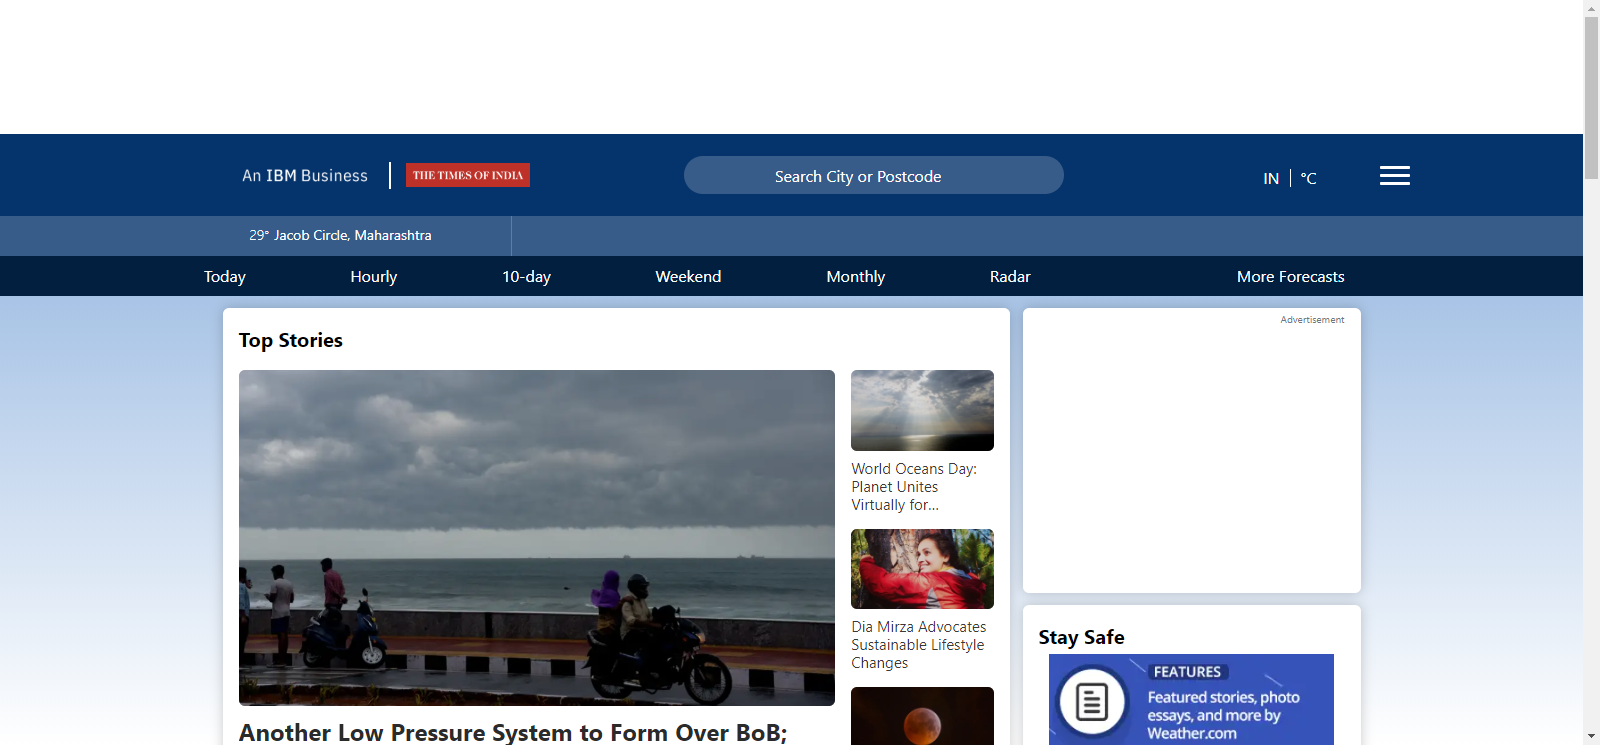 An IBM Business
THE TIMES OF INDIA
Search City or Postcode
IN
°C
29° Jacob Circle, Maharashtra
Today
Hourly
10-day
Weekend
Monthly
Radar
More Forecasts
Top Stories
Advertisement
World Oceans Day:
Planet Unites
Virtually for...
Dia Mirza Advocates
Sustainable Lifestyle
Changes
Another Low Pressure System to Form Over BoB;
Stay Safe
FEATURES
Featured stories, photo
essays, and more by
Weather.com